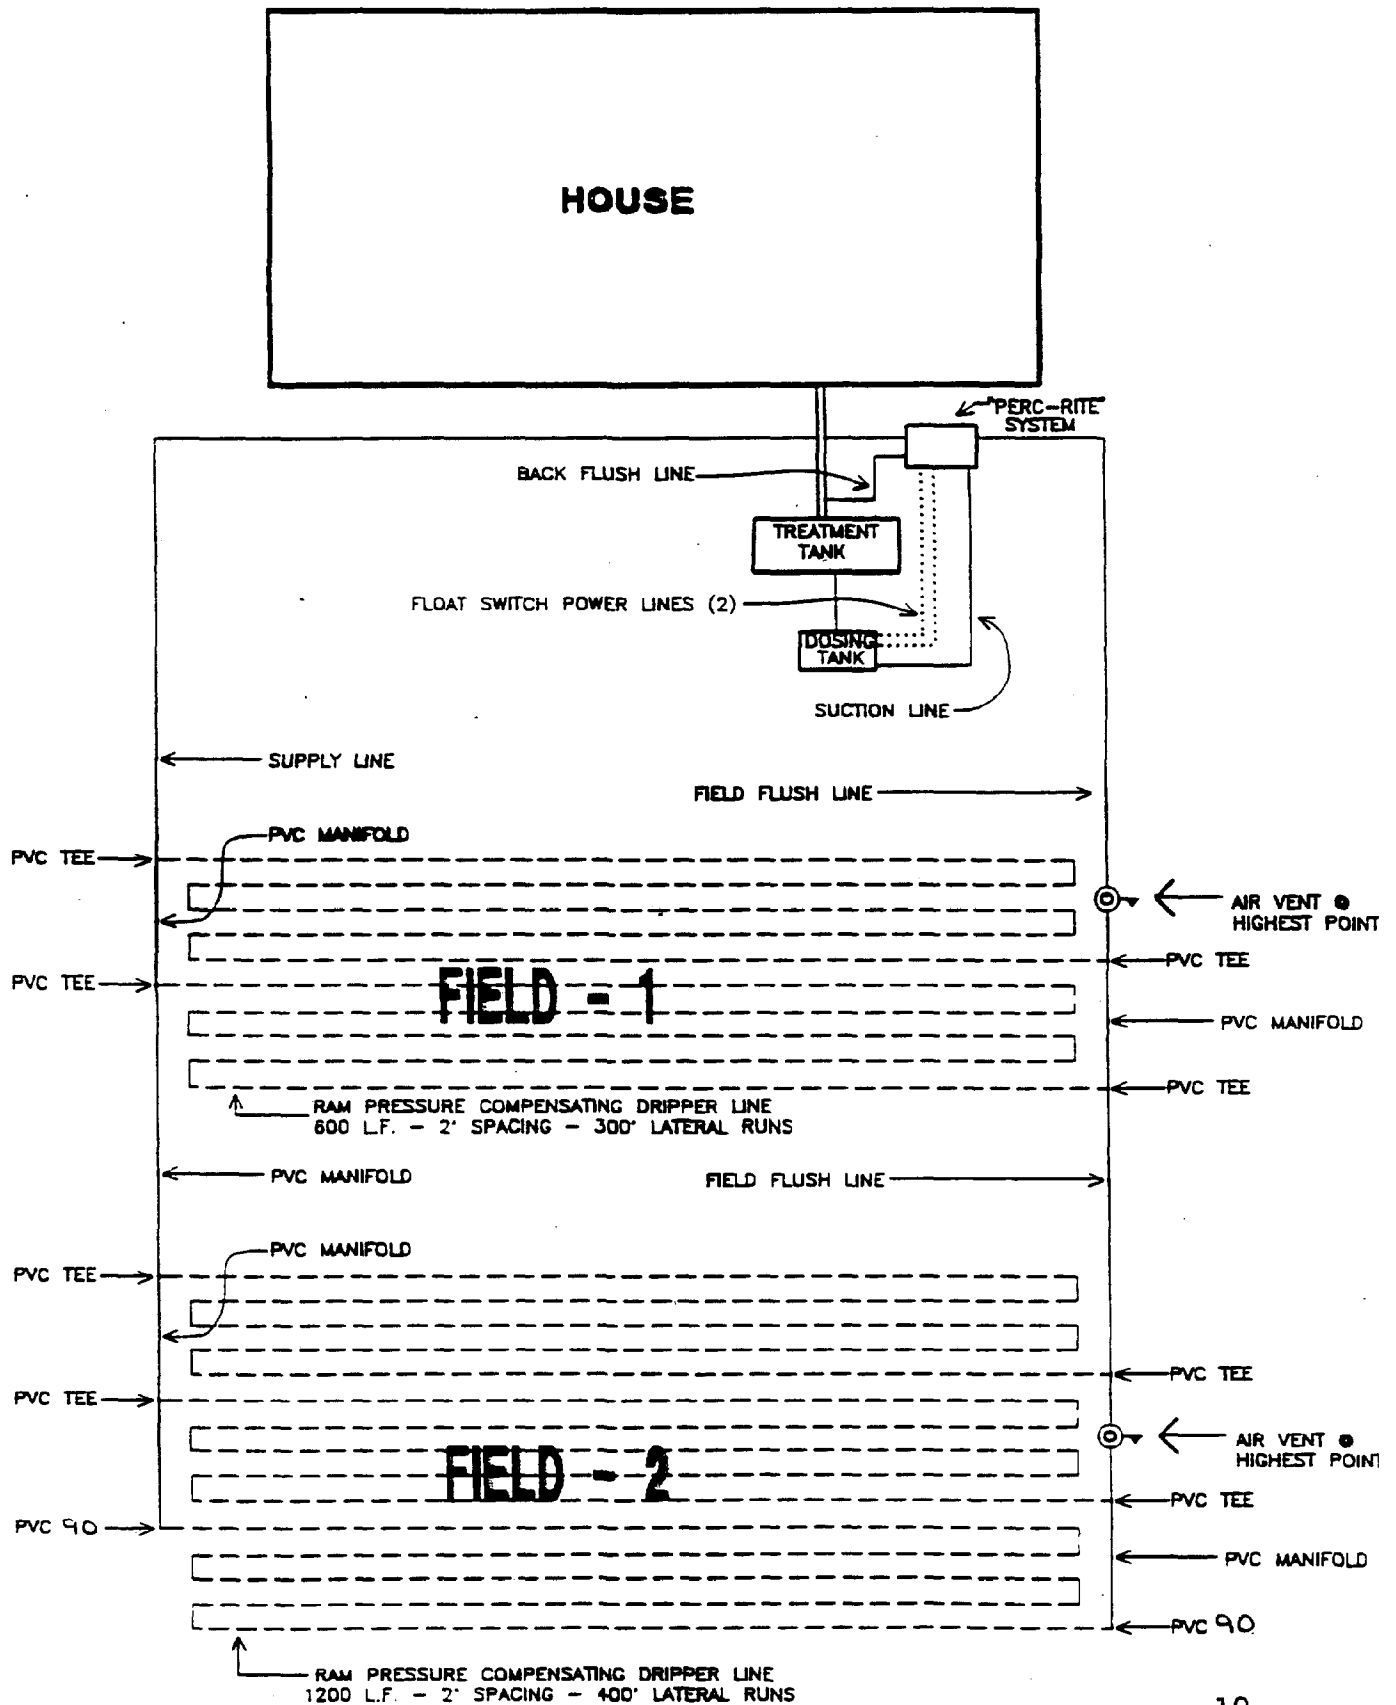 HOUSE
"PERC-RITE"
SYSTEM
BACK FLUSH LINE
TREATMENT
TANK
FLOAT SWITCH POWER LINES (2)
DOSING
TANK
SUCTION LINE
SUPPLY LINE
FIELD FLUSH LINE
PVC MANIFOLD
PVC TEE
AIR VENT @
HIGHEST POINT
PVC TEE
PVC TEE
FIELD - 1
PVC MANIFOLD
PVC TEE
RAM PRESSURE COMPENSATING DRIPPER LINE
600 L.F. - 2' SPACING - 300' LATERAL RUNS
PVC MANIFOLD
FIELD FLUSH LINE
PVC MANIFOLD
PVC TEE
PVC TEE
PVC TEE
AIR VENT @
HIGHEST POINT
FIELD - 2
PVC TEE
PVC 90
PVC MANIFOLD
PVC 90
RAM PRESSURE COMPENSATING DRIPPER LINE
1200 L.F. - 2' SPACING - 400' LATERAL RUNS